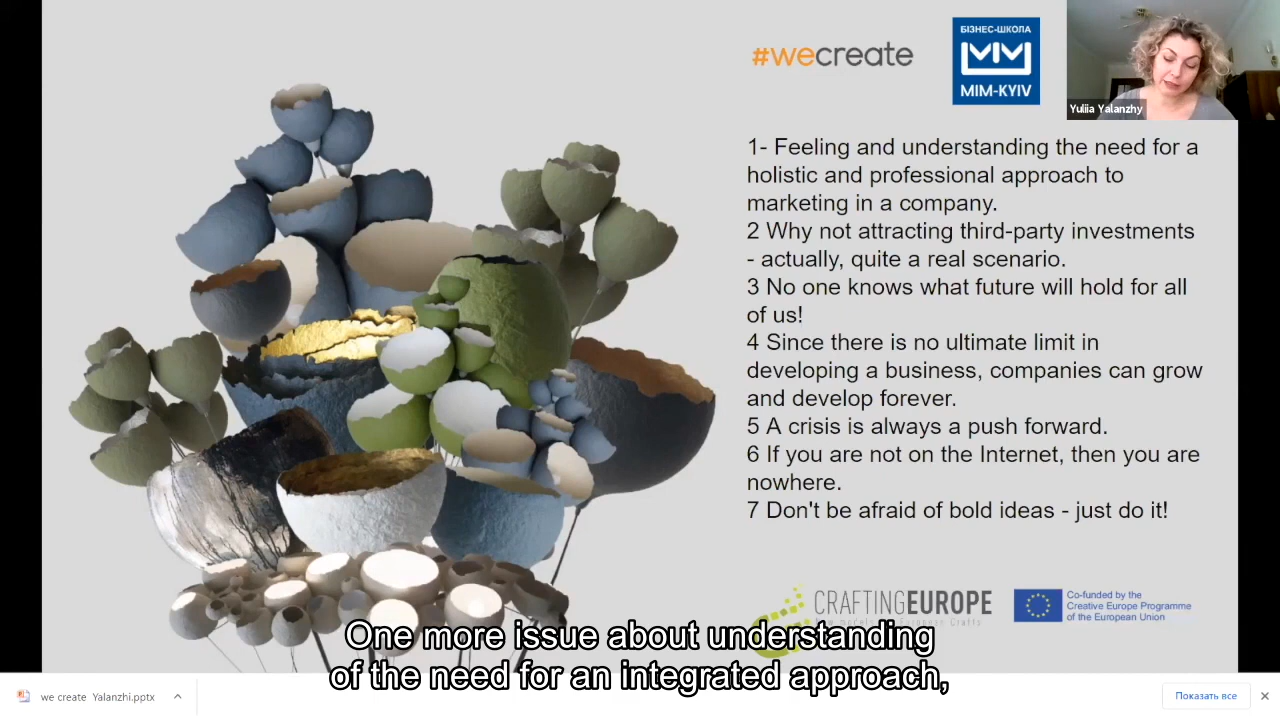 #wecreate
БІЗНЕС-ШКОЛА
MIM-KYIV
Yuliia Yalanzhy
1- Feeling and understanding the need for a
holistic and professional approach to
marketing in a company.
2 Why not attracting third-party investments
- actually, quite a real scenario.
3 No one knows what future will hold for all
of us!
4 Since there is no ultimate limit in
developing a business, companies can grow
and develop forever.
5 A crisis is always a push forward.
6 If you are not on the Internet, then you are
nowhere.
7 Don't be afraid of bold ideas - just do it!
CRAFTINGEUROPE
Co-funded by the
Creative Europe Programme
of the European Union
One more issue about understanding
of the need for an integrated approach,
we create Yalanzhi.pptx
Показать все